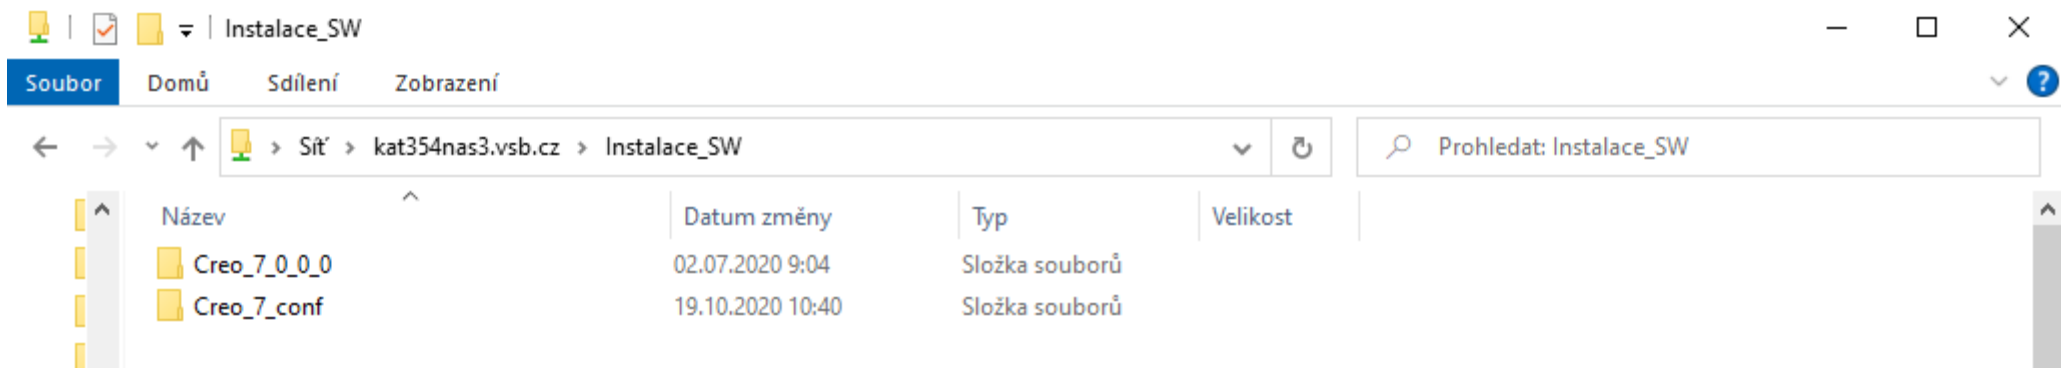 Instalace_SW
Soubor Domů Sdílení Zobrazení
Síť › kat354nas3.vsb.cz › Instalace_SW Prohledat: Instalace_SW
Název Datum změny Typ Velikost
Creo_7_0_0_0 02.07.2020 9:04 Složka souborů
Creo_7_conf 19.10.2020 10:40 Složka souborů